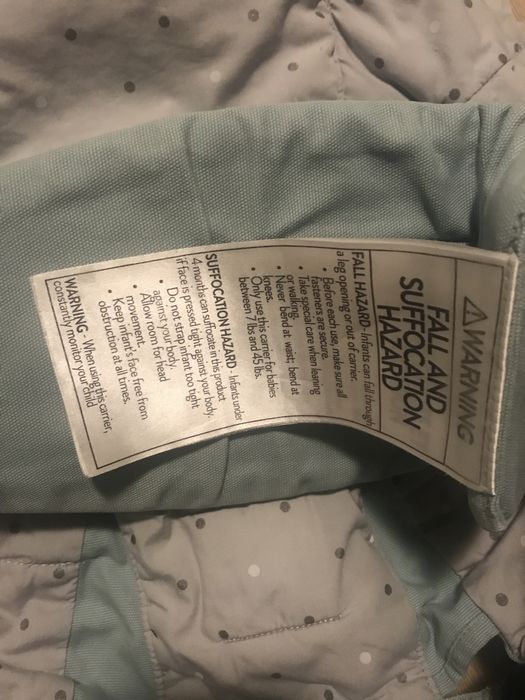 ⚠WARNING
FALL AND
SUFFOCATION
HAZARD
FALL HAZARD- Infants can fall through
a leg opening or out of carrier.
• Before each use, make sure all
fasteners are secure.
• Take special care when leaning
or walking.
• Never bend at waist; bend at
knees.
• Only use this carrier for babies
between 7 lbs and 45 lbs.
SUFFOCATION HAZARD - Infants under
4 months can suffocate in this product
if face is pressed tight against your body.
• Do not strap infant too tight
against your body.
• Allow room for head
movement.
• Keep infant's face free from
obstruction at all times.
WARNING - When using this carrier,
constantly monitor your child